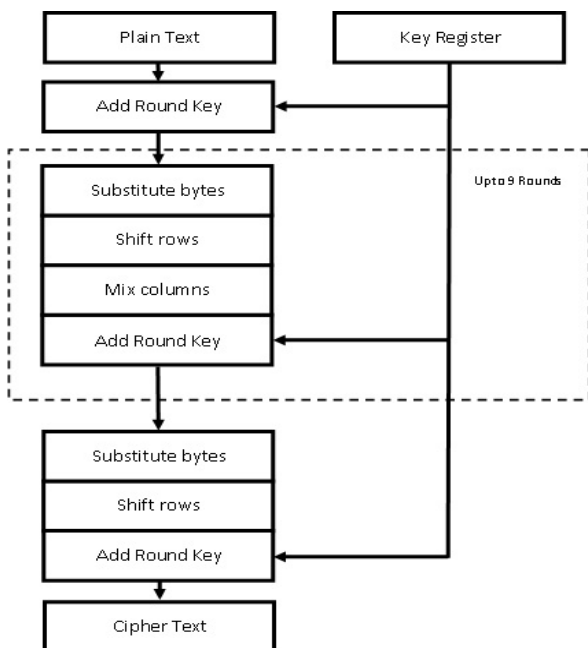 Plain Text
Key Register
Add Round Key
Upto 9 Rounds
Substitute bytes
Shift rows
Mix columns
Add Round Key
Substitute bytes
Shift rows
Add Round Key
Cipher Text